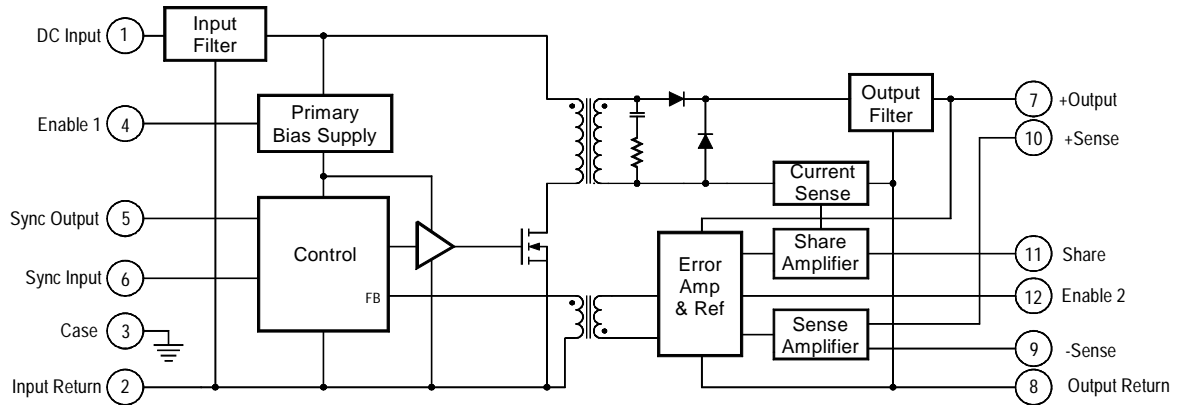 DC Input 1
Input
Filter
Enable 1 4
Primary
Bias Supply
Sync Output 5
Sync Input 6
Control
FB
Case 3
Input Return 2
Output
Filter
7 +Output
10 +Sense
Current
Sense
Error
Amp
& Ref
Share
Amplifier
11 Share
12 Enable 2
Sense
Amplifier
9 -Sense
8 Output Return